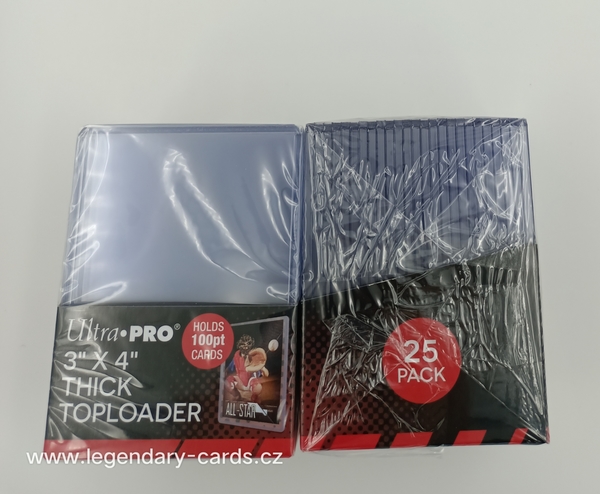 Ultra•PRO®
3" X 4"
THICK
TOPLOADER
HOLDS
100pt
CARDS
ALL-STAR
25
PACK
www.legendary-cards.cz